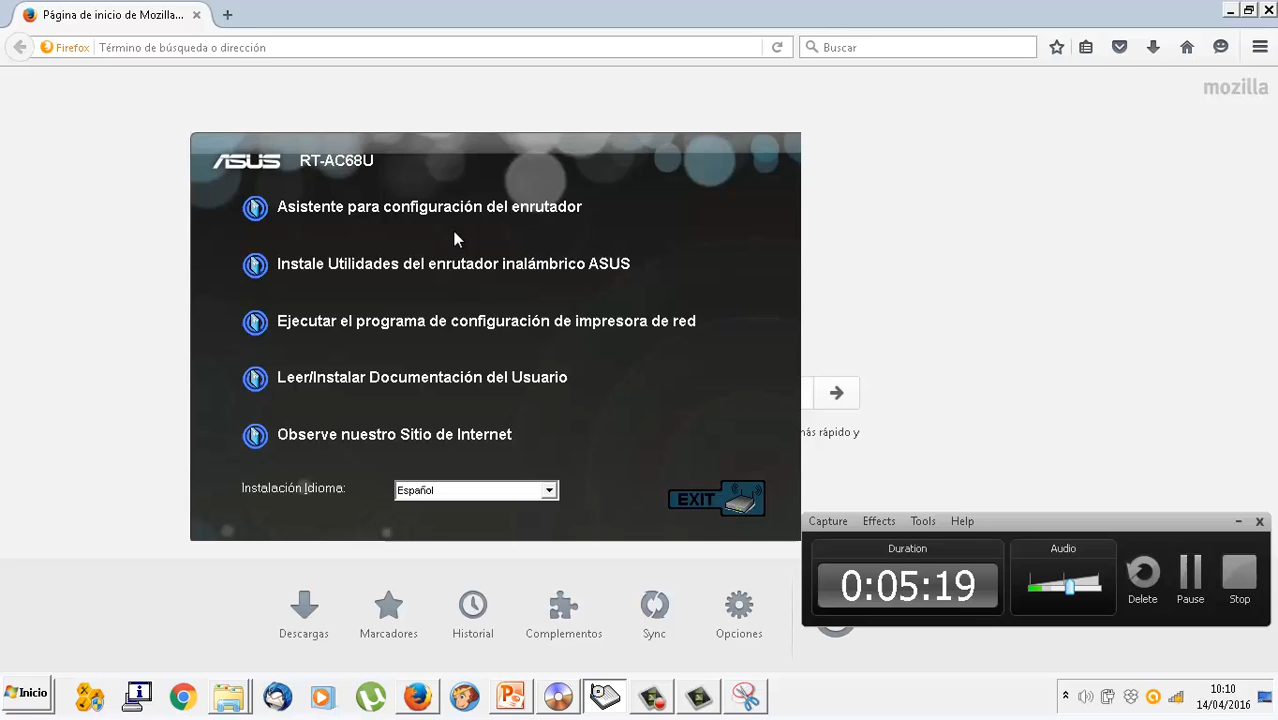 Página de inicio de Mozilla...
Firefox
Término de búsqueda o dirección
Buscar
mozilla
ASUS
RT-AC68U
Asistente para configuración del enrutador
Instale Utilidades del enrutador inalámbrico ASUS
Ejecutar el programa de configuración de impresora de red
Leer/Instalar Documentación del Usuario
Observe nuestro Sitio de Internet
Instalación Idioma:
Español
EXIT
más rápido y
Capture Effects Tools Help
Duration
Audio
0:05:19
Delete Pause Stop
Descargas Marcadores Historial Complementos Sync Opciones
Inicio
10:10
14/04/2016